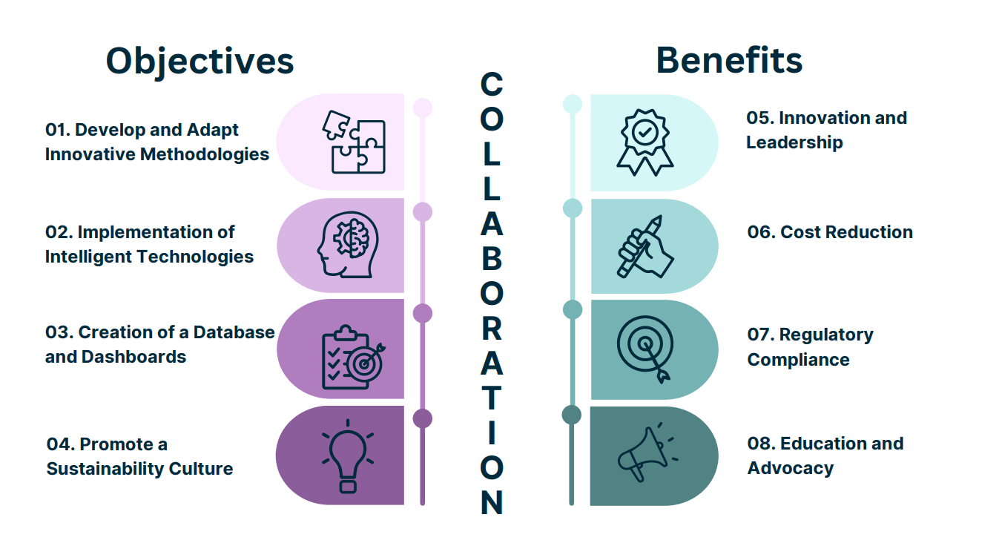 Objectives
01. Develop and Adapt
Innovative Methodologies
02. Implementation of
Intelligent Technologies
03. Creation of a Database
and Dashboards
04. Promote a
Sustainability Culture
COLLABORATION
Benefits
05. Innovation and
Leadership
06. Cost Reduction
07. Regulatory
Compliance
08. Education and
Advocacy